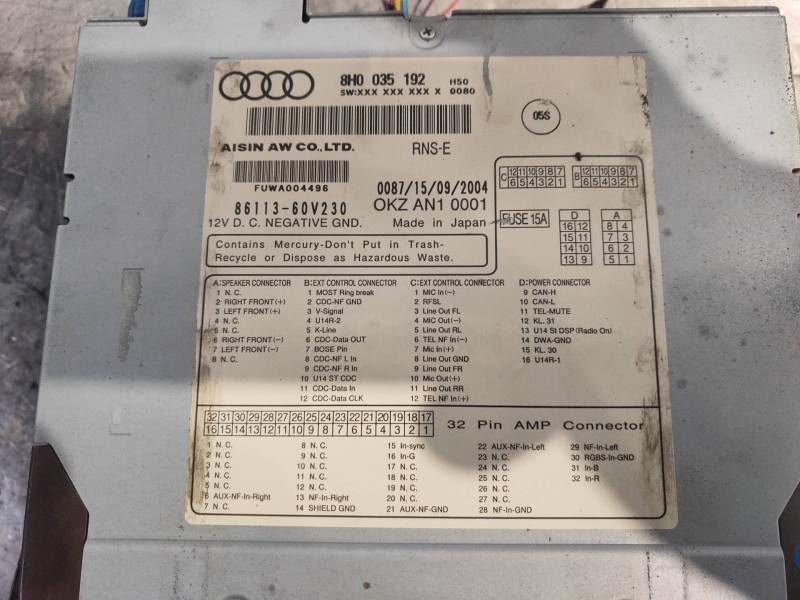 8H0 035 192 H50
SW:XXX XXX XXX X 0080
05S
AISIN AW CO.,LTD. RNS-E
FUWA004496
0087/15/09/2004
86113-60V230 OKZ AN1 0001
12V D. C. NEGATIVE GND. Made in Japan
FUSE 15A
Contains Mercury-Don't Put in Trash-
Recycle or Dispose as Hazardous Waste.
C 12 11 10 9 8 7
6 5 4 3 2 1
B 12 11 10 9 8 7
6 5 4 3 2 1
D
16 12
15 11
14 10
13 9
A
8 4
7 3
6 2
5 1
A: SPEAKER CONNECTOR
1 N. C.
2 RIGHT FRONT(+)
3 LEFT FRONT(+)
4 N. C.
5 N. C.
6 RIGHT FRONT(-)
7 LEFT FRONT(-)
8 N. C.
B: EXT CONTROL CONNECTOR
1 MOST Ring break
2 CDC-NF GND
3 V-Signal
4 U14R-2
5 K-Line
6 CDC-Data OUT
7 BOSE Pin
8 CDC-NF L In
9 CDC-NF R In
10 U14 ST CDC
11 CDC-Data In
12 CDC-Data CLK
C: EXT CONTROL CONNECTOR
1 MIC In(-)
2 RFSL
3 Line Out FL
4 MIC Out(-)
5 Line Out RL
6 TEL NF In(-)
7 Mic In(+)
8 Line Out GND
9 Line Out FR
10 Mic Out(+)
11 Line Out RR
12 TEL NF In(+)
D: POWER CONNECTOR
9 CAN-H
10 CAN-L
11 TEL-MUTE
12 KL. 31
13 U14 St DSP (Radio On)
14 DWA-GND
15 KL. 30
16 U14R-1
32 31 30 29 28 27 26 25 24 23 22 21 20 19 18 17
16 15 14 13 12 11 10 9 8 7 6 5 4 3 2 1
32 Pin AMP Connector
1 N. C.
2 N. C.
3 N. C.
4 N. C.
5 N. C.
6 AUX-NF-In-Right
7 N. C.
8 N. C.
9 N. C.
10 N. C.
11 N. C.
12 N. C.
13 NF-In-Right
14 SHIELD GND
15 In-sync
16 In-G
17 N. C.
18 N. C.
19 N. C.
20 N. C.
21 AUX-NF-GND
22 AUX-NF-In-Left
23 N. C.
24 N. C.
25 N. C.
26 N. C.
27 N. C.
28 NF-In-GND
29 NF-In-Left
30 RGBS-In-GND
31 In-B
32 In-R